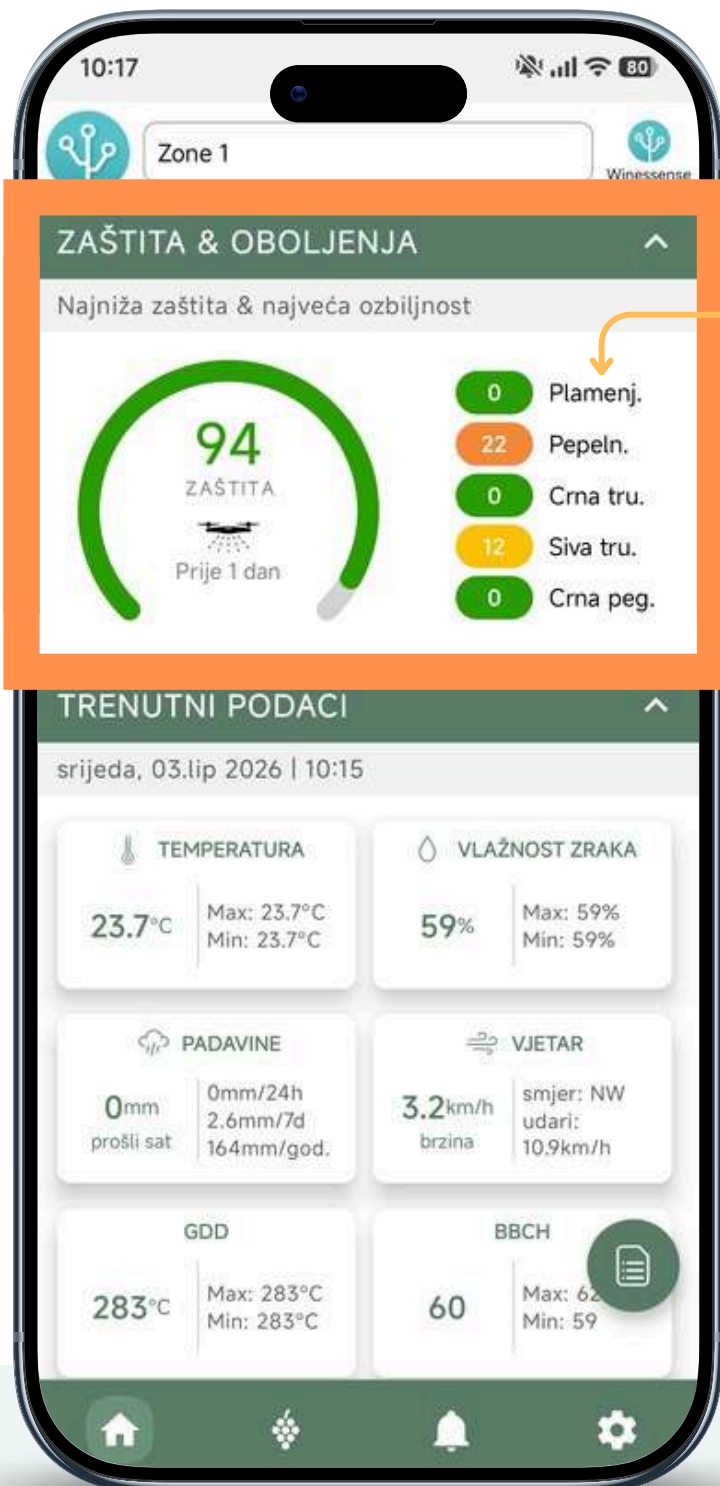 10:17
80
Zone 1
Winessense
ZAŠTITA & OBOLJENJA
Najniža zaštita & najveća ozbiljnost
94
ZAŠTITA
Prije 1 dan
0 Plamenj.
22 Pepeln.
0 Crna tru.
12 Siva tru.
0 Crna peg.
TRENUTNI PODACI
srijeda, 03.lip 2026 | 10:15
TEMPERATURA
23.7°C
Max: 23.7°C
Min: 23.7°C
VLAŽNOST ZRAKA
59%
Max: 59%
Min: 59%
PADAVINE
0mm
prošli sat
0mm/24h
2.6mm/7d
164mm/god.
VJETAR
3.2km/h
brzina
smjer: NW
udari:
10.9km/h
GDD
283°C
Max: 283°C
Min: 283°C
BBCH
60
Max: 62
Min: 59